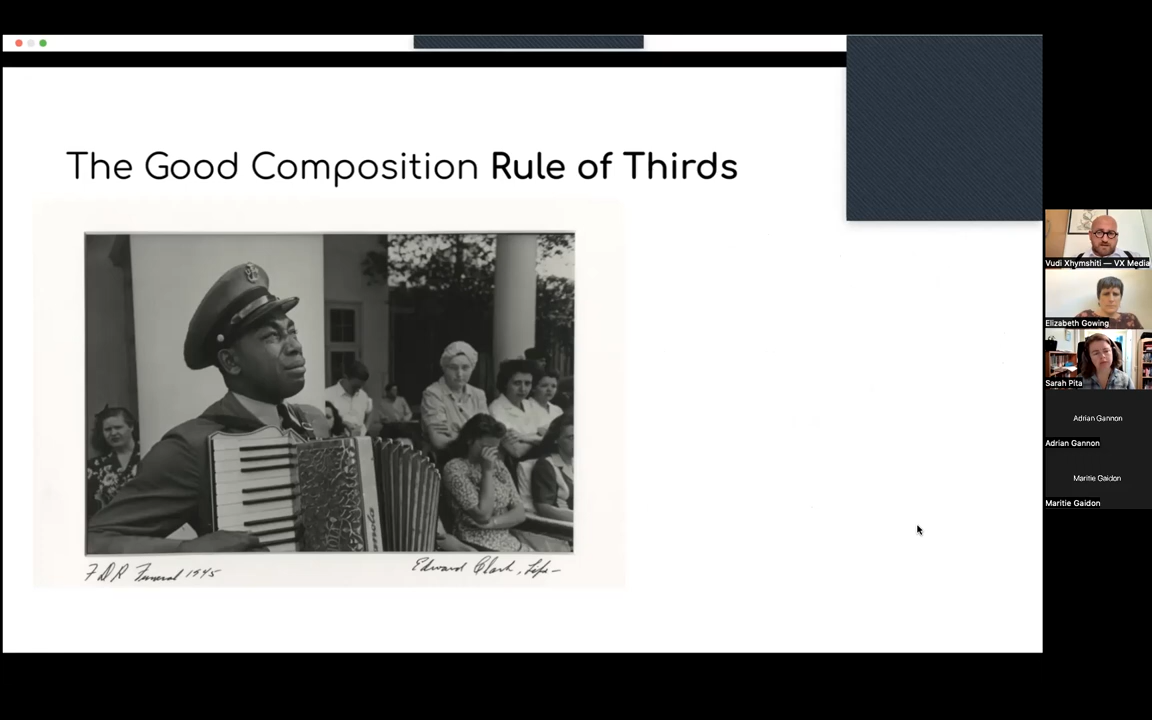 The Good Composition Rule of Thirds
FDR Funeral 1945
Edward Clark, Life-
Vudi Xhymshiti — VX Media
Elizabeth Gowing
Sarah Pita
Adrian Gannon
Adrian Gannon
Maritie Gaidon
Maritie Gaidon